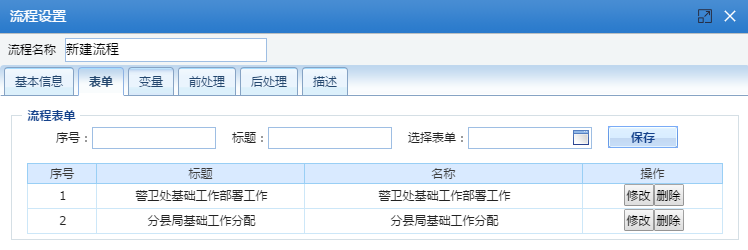 流程设置
流程名称 新建流程
基本信息 表单 变量 前处理 后处理 描述
流程表单
序号： 标题： 选择表单： 保存
序号 标题 名称 操作
1 警卫处基础工作部署工作 警卫处基础工作部署工作 修改 删除
2 分县局基础工作分配 分县局基础工作分配 修改 删除